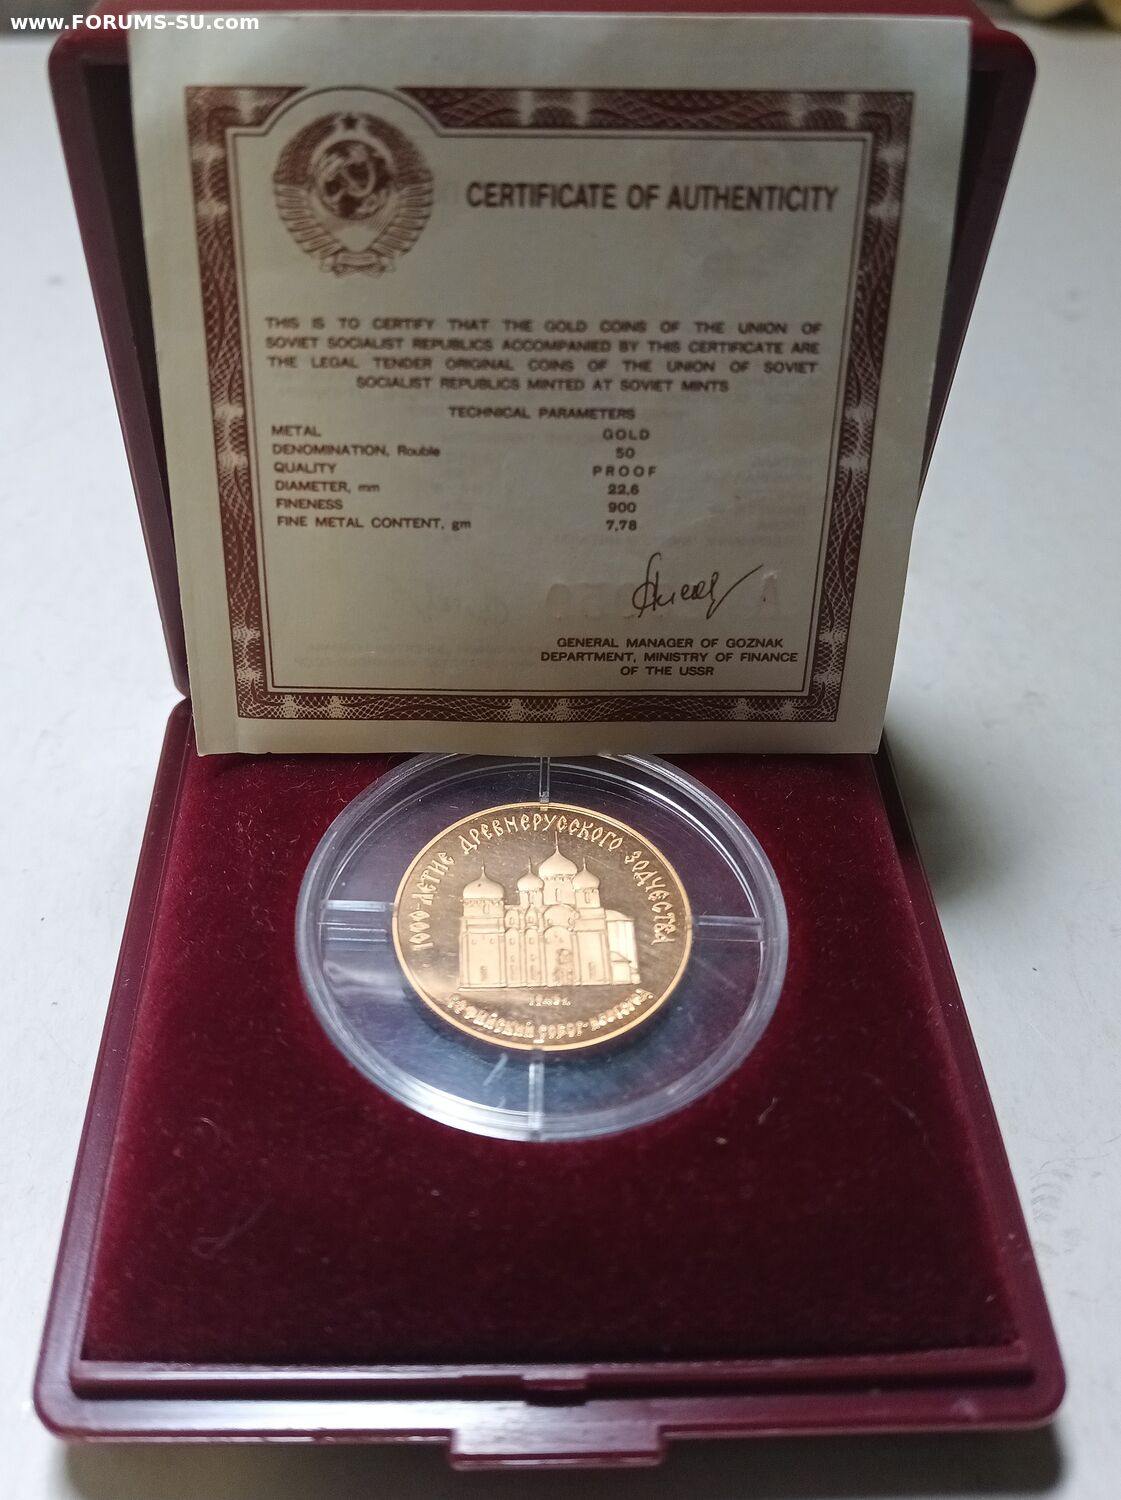 www.FORUMS-SU.com
CERTIFICATE OF AUTHENTICITY
THIS IS TO CERTIFY THAT THE GOLD COINS OF THE UNION OF
SOVIET SOCIALIST REPUBLICS ACCOMPANIED BY THIS CERTIFICATE ARE
THE LEGAL TENDER ORIGINAL COINS OF THE UNION OF SOVIET
SOCIALIST REPUBLICS MINTED AT SOVIET MINTS
TECHNICAL PARAMETERS
METAL GOLD
DENOMINATION, Rouble 50
QUALITY PROOF
DIAMETER, mm 22,6
FINENESS 900
FINE METAL CONTENT, gm 7,78
GENERAL MANAGER OF GOZNAK
DEPARTMENT, MINISTRY OF FINANCE
OF THE USSR
1000-ЛЕТИЕ ДРЕВНЕРУССКОГО ЗОДЧЕСТВА
СОФИЙСКИЙ СОБОР·НОВГОРОД